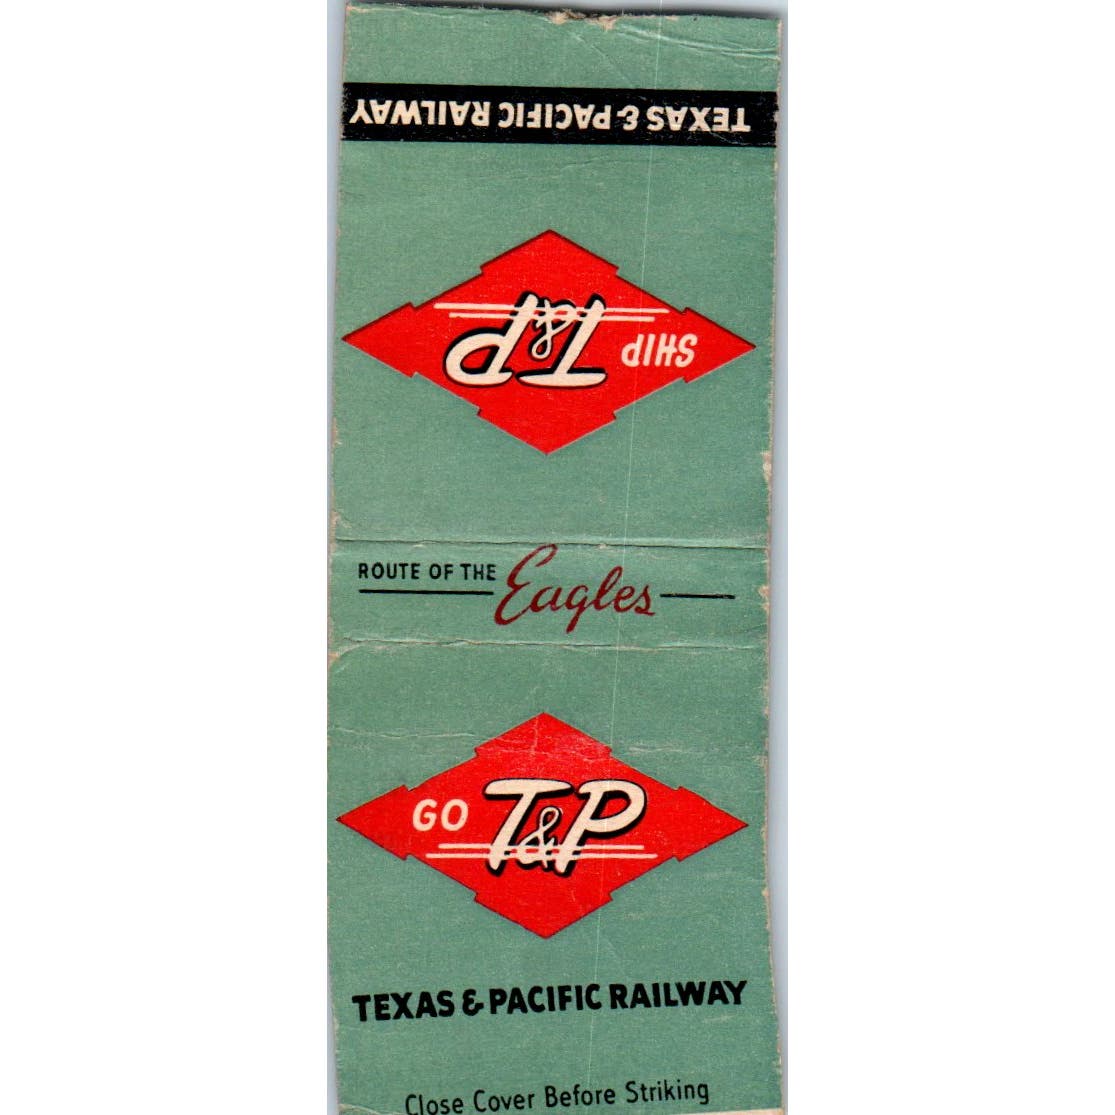 TEXAS & PACIFIC RAILWAY
SHIP T&P
ROUTE OF THE Eagles
GO T&P
TEXAS & PACIFIC RAILWAY
Close Cover Before Striking